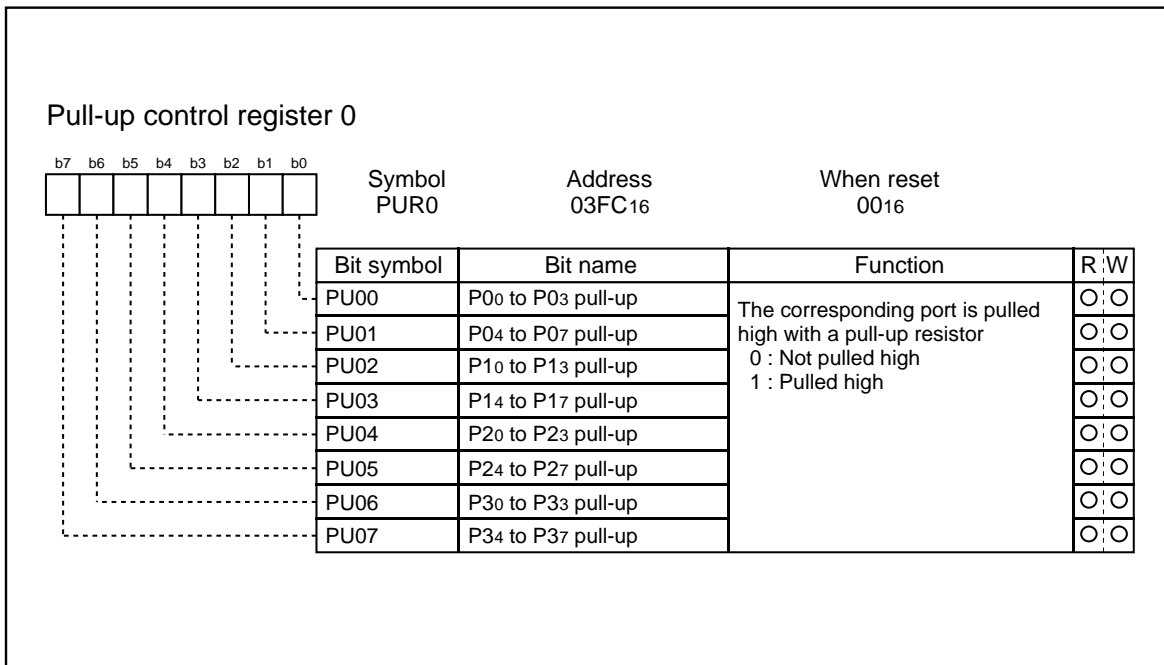 Pull-up control register 0
b7 b6 b5 b4 b3 b2 b1 b0
Symbol Address When reset
PUR0 03FC16 0016
Bit symbol Bit name Function R W
PU00 P00 to P03 pull-up
PU01 P04 to P07 pull-up
PU02 P10 to P13 pull-up
PU03 P14 to P17 pull-up
PU04 P20 to P23 pull-up
PU05 P24 to P27 pull-up
PU06 P30 to P33 pull-up
PU07 P34 to P37 pull-up
The corresponding port is pulled
high with a pull-up resistor
0 : Not pulled high
1 : Pulled high